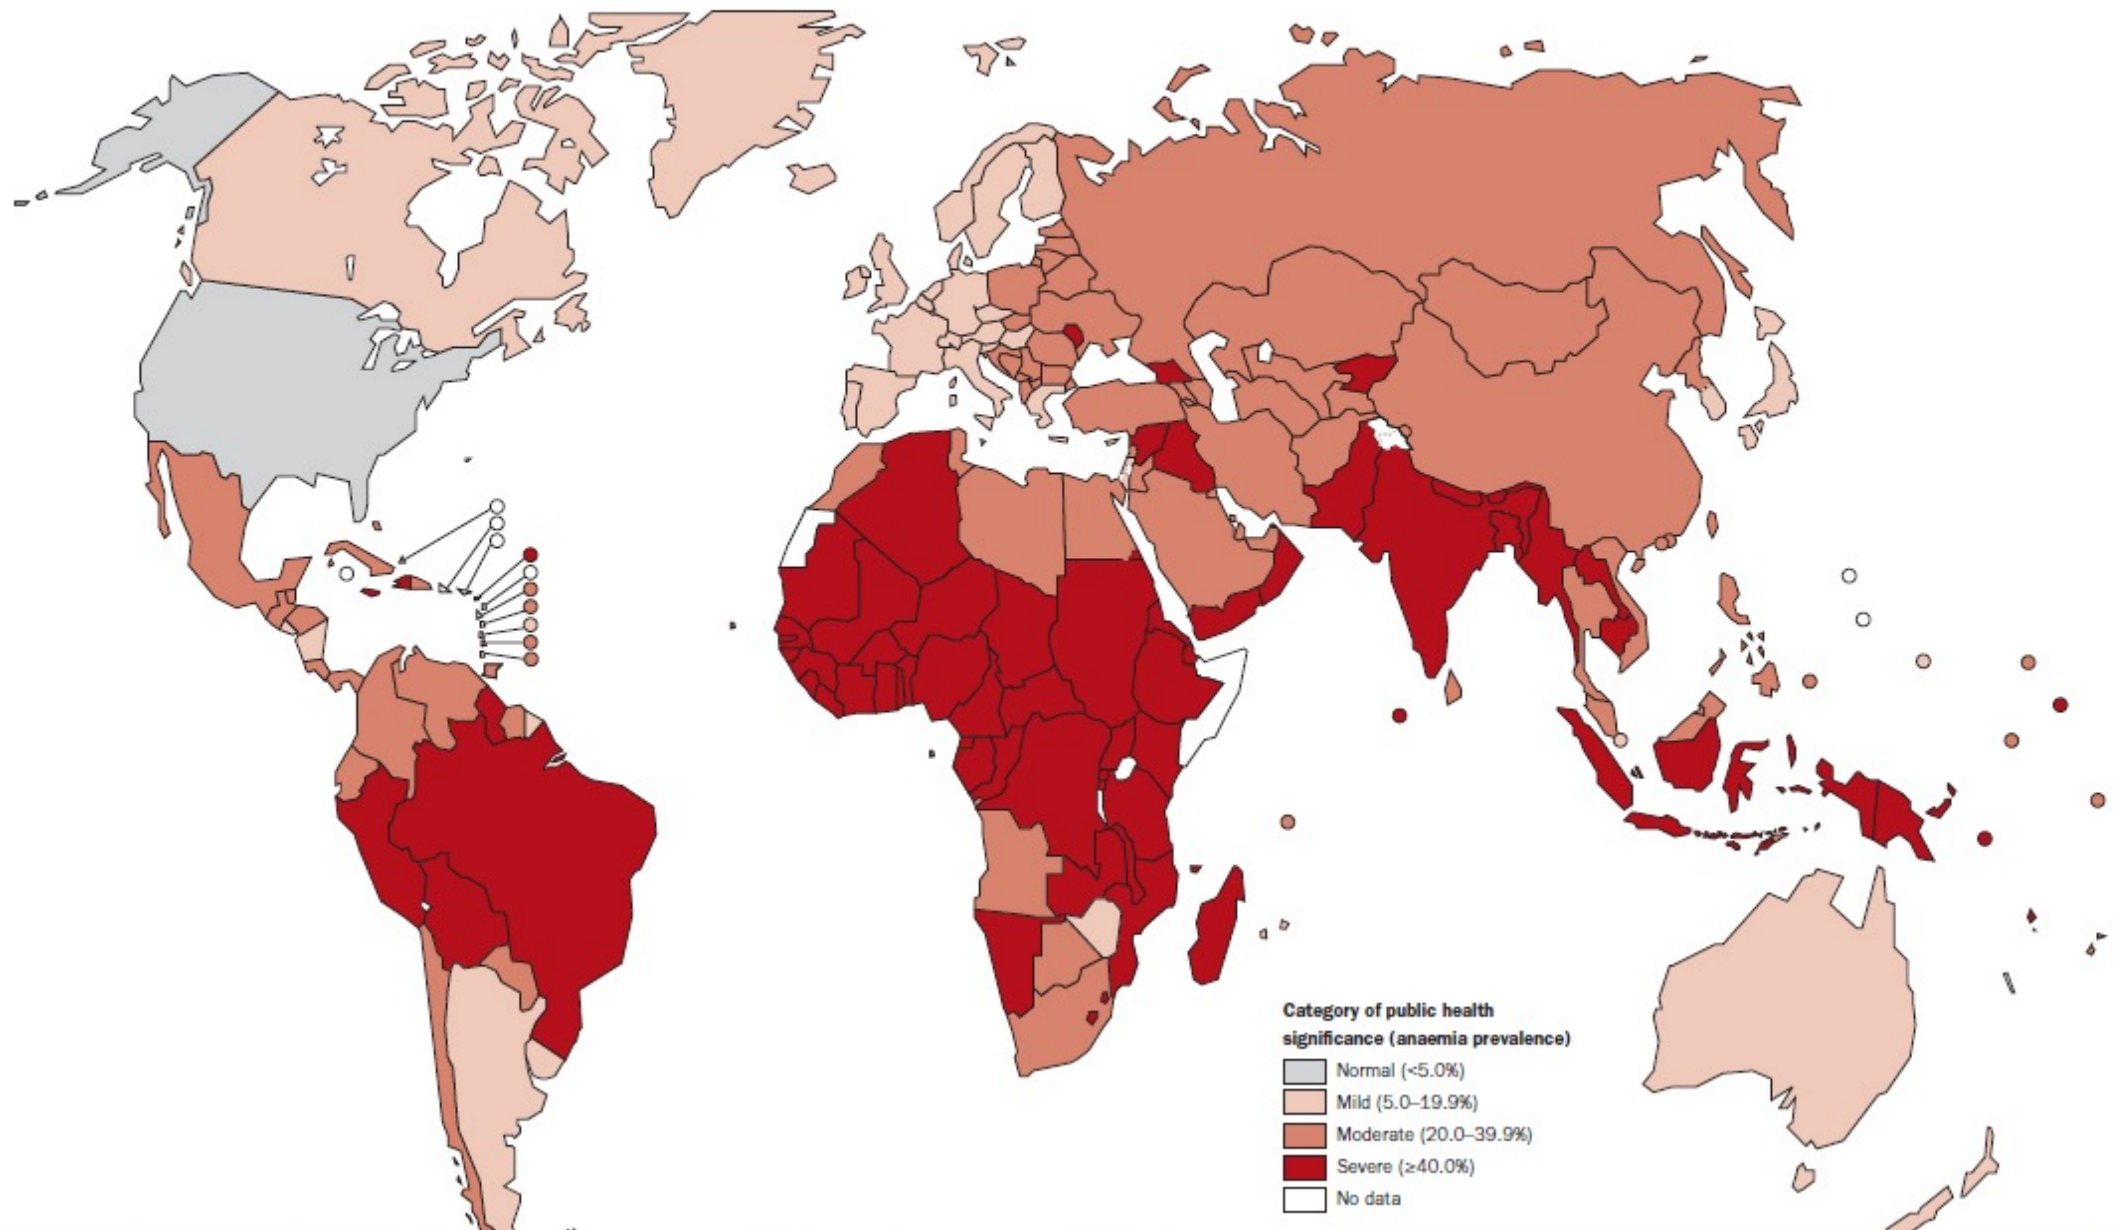 Category of public health
significance (anaemia prevalence)
Normal (<5.0%)
Mild (5.0–19.9%)
Moderate (20.0–39.9%)
Severe (≥40.0%)
No data